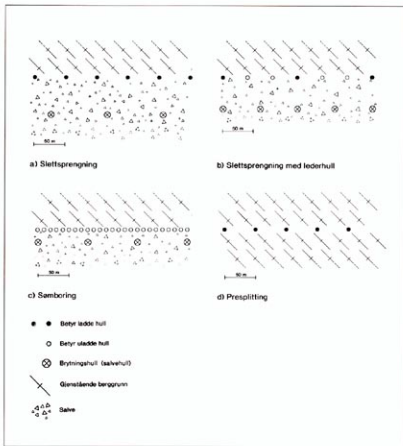 50 m
50 m
a) Slettsprengning
b) Slettsprengning med lederhull
50 m
50 m
c) Sømboring
d) Presplitting
Betyr ladde hull
Betyr uladde hull
Brytningshull (salvehull)
Gjenstående berggrunn
Salve